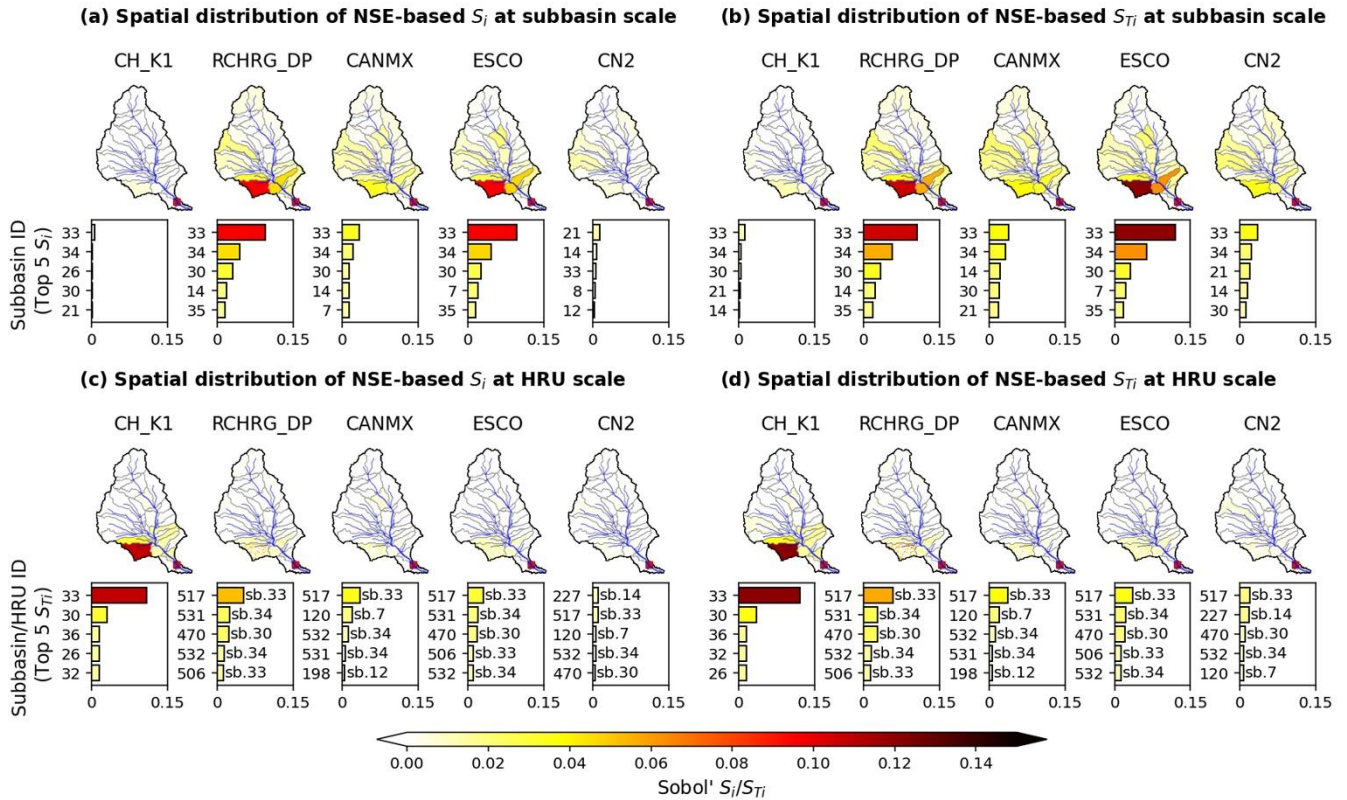 (a) Spatial distribution of NSE-based Si at subbasin scale
CH_K1 RCHRG_DP CANMX ESCO CN2
Subbasin ID
(Top 5 Si)
33 34 26 30 21
0 0.15
33 34 30 14 35
0 0.15
33 34 30 14 7
0 0.15
33 34 30 7 35
0 0.15
21 14 33 8 12
0 0.15
(b) Spatial distribution of NSE-based STi at subbasin scale
CH_K1 RCHRG_DP CANMX ESCO CN2
33 34 30 21 14
0 0.15
33 34 30 14 35
0 0.15
33 34 14 30 21
0 0.15
33 34 30 7 35
0 0.15
33 34 21 14 30
0 0.15
(c) Spatial distribution of NSE-based Si at HRU scale
CH_K1 RCHRG_DP CANMX ESCO CN2
Subbasin/HRU ID
(Top 5 STi)
33 30 36 26 32
0 0.15
517 sb.33
531 sb.34
470 sb.30
532 sb.34
506 sb.33
0 0.15
517 sb.33
120 sb.7
532 sb.34
531 sb.34
198 sb.12
0 0.15
517 sb.33
531 sb.34
470 sb.30
506 sb.33
532 sb.34
0 0.15
227 sb.14
517 sb.33
120 sb.7
532 sb.34
470 sb.30
0 0.15
(d) Spatial distribution of NSE-based STi at HRU scale
CH_K1 RCHRG_DP CANMX ESCO CN2
33 30 36 32 26
0 0.15
517 sb.33
531 sb.34
470 sb.30
532 sb.34
506 sb.33
0 0.15
517 sb.33
120 sb.7
532 sb.34
531 sb.34
198 sb.12
0 0.15
517 sb.33
531 sb.34
470 sb.30
506 sb.33
532 sb.34
0 0.15
517 sb.33
227 sb.14
470 sb.30
532 sb.34
120 sb.7
0 0.15
0.00 0.02 0.04 0.06 0.08 0.10 0.12 0.14
Sobol' Si/STi